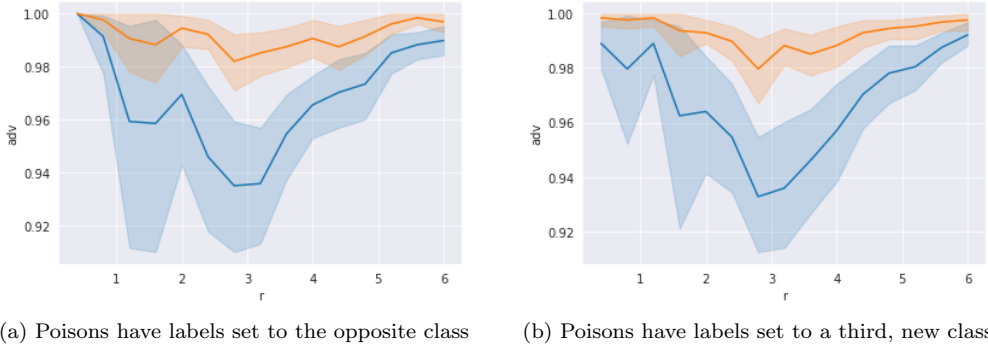 1.00
0.98
0.96
0.94
0.92
adv
1 2 3 4 5 6
r
(a) Poisons have labels set to the opposite class
1.00
0.98
0.96
0.94
0.92
adv
1 2 3 4 5 6
r
(b) Poisons have labels set to a third, new class